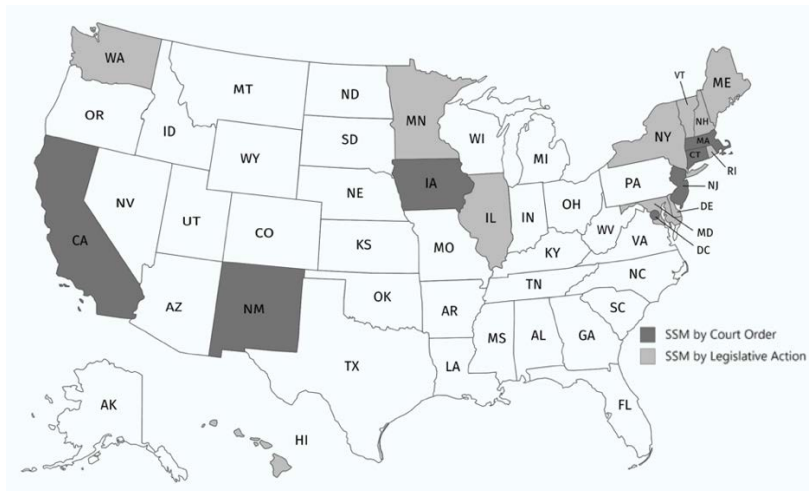 WA
MT
ND
MN
VT
ME
OR
ID
SD
WI
NY
NH
MA
WY
MI
CT
RI
NE
IA
PA
NJ
NV
UT
IL
IN
OH
DE
CO
WV
MD
CA
KS
MO
KY
VA
DC
TN
NC
AZ
NM
OK
AR
SC
MS
AL
GA
SSM by Court Order
SSM by Legislative Action
TX
LA
AK
FL
HI